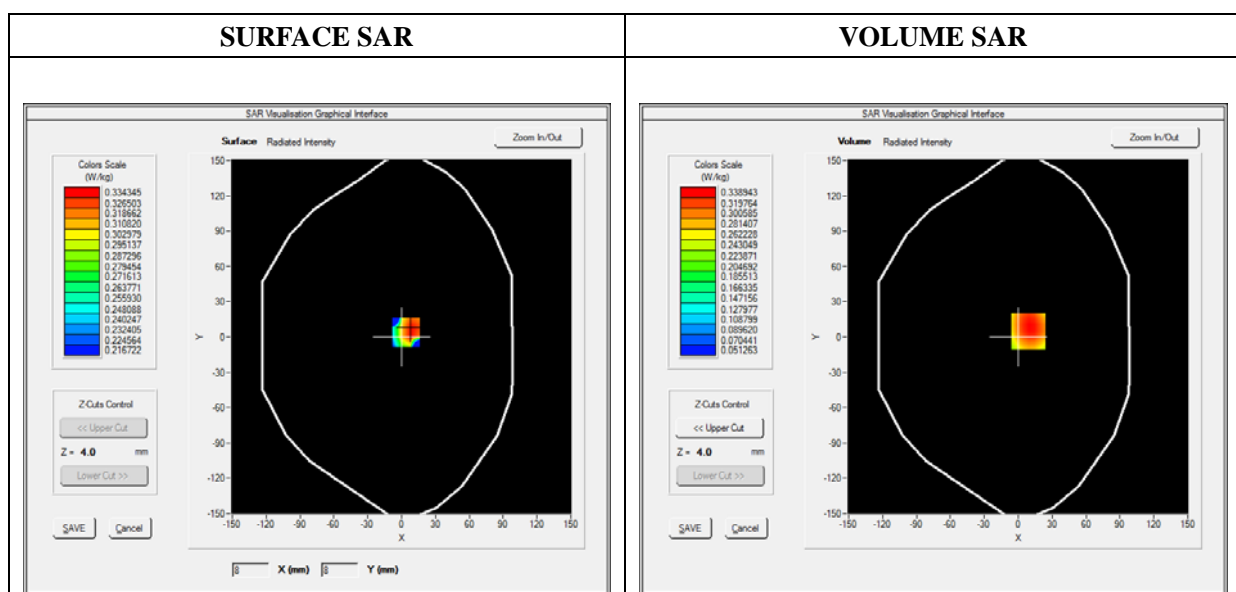 SURFACE SAR
VOLUME SAR
SAR Visualisation Graphical Interface
Surface Radiated Intensity
Zoom In/Out
Colors Scale
(W/kg)
0.334345
0.326503
0.318662
0.310820
0.302979
0.295137
0.287296
0.279454
0.271613
0.263771
0.255930
0.248088
0.240247
0.232405
0.224564
0.216722
Z-Cuts Control
<< Upper Cut
Z = 4.0 mm
Lower Cut >>
SAVE Cancel
150
120
90
60
30
0
-30
-60
-90
-120
-150
Y
-150 -120 -90 -60 -30 0 30 60 90 120 150
X
8 X (mm) 8 Y (mm)
SAR Visualisation Graphical Interface
Volume Radiated Intensity
Zoom In/Out
Colors Scale
(W/kg)
0.338943
0.319764
0.300585
0.281407
0.262228
0.243049
0.223871
0.204692
0.185513
0.166335
0.147156
0.127977
0.108799
0.089620
0.070441
0.051263
Z-Cuts Control
<< Upper Cut
Z = 4.0 mm
Lower Cut >>
SAVE Cancel
150
120
90
60
30
0
-30
-60
-90
-120
-150
Y
-150 -120 -90 -60 -30 0 30 60 90 120 150
X